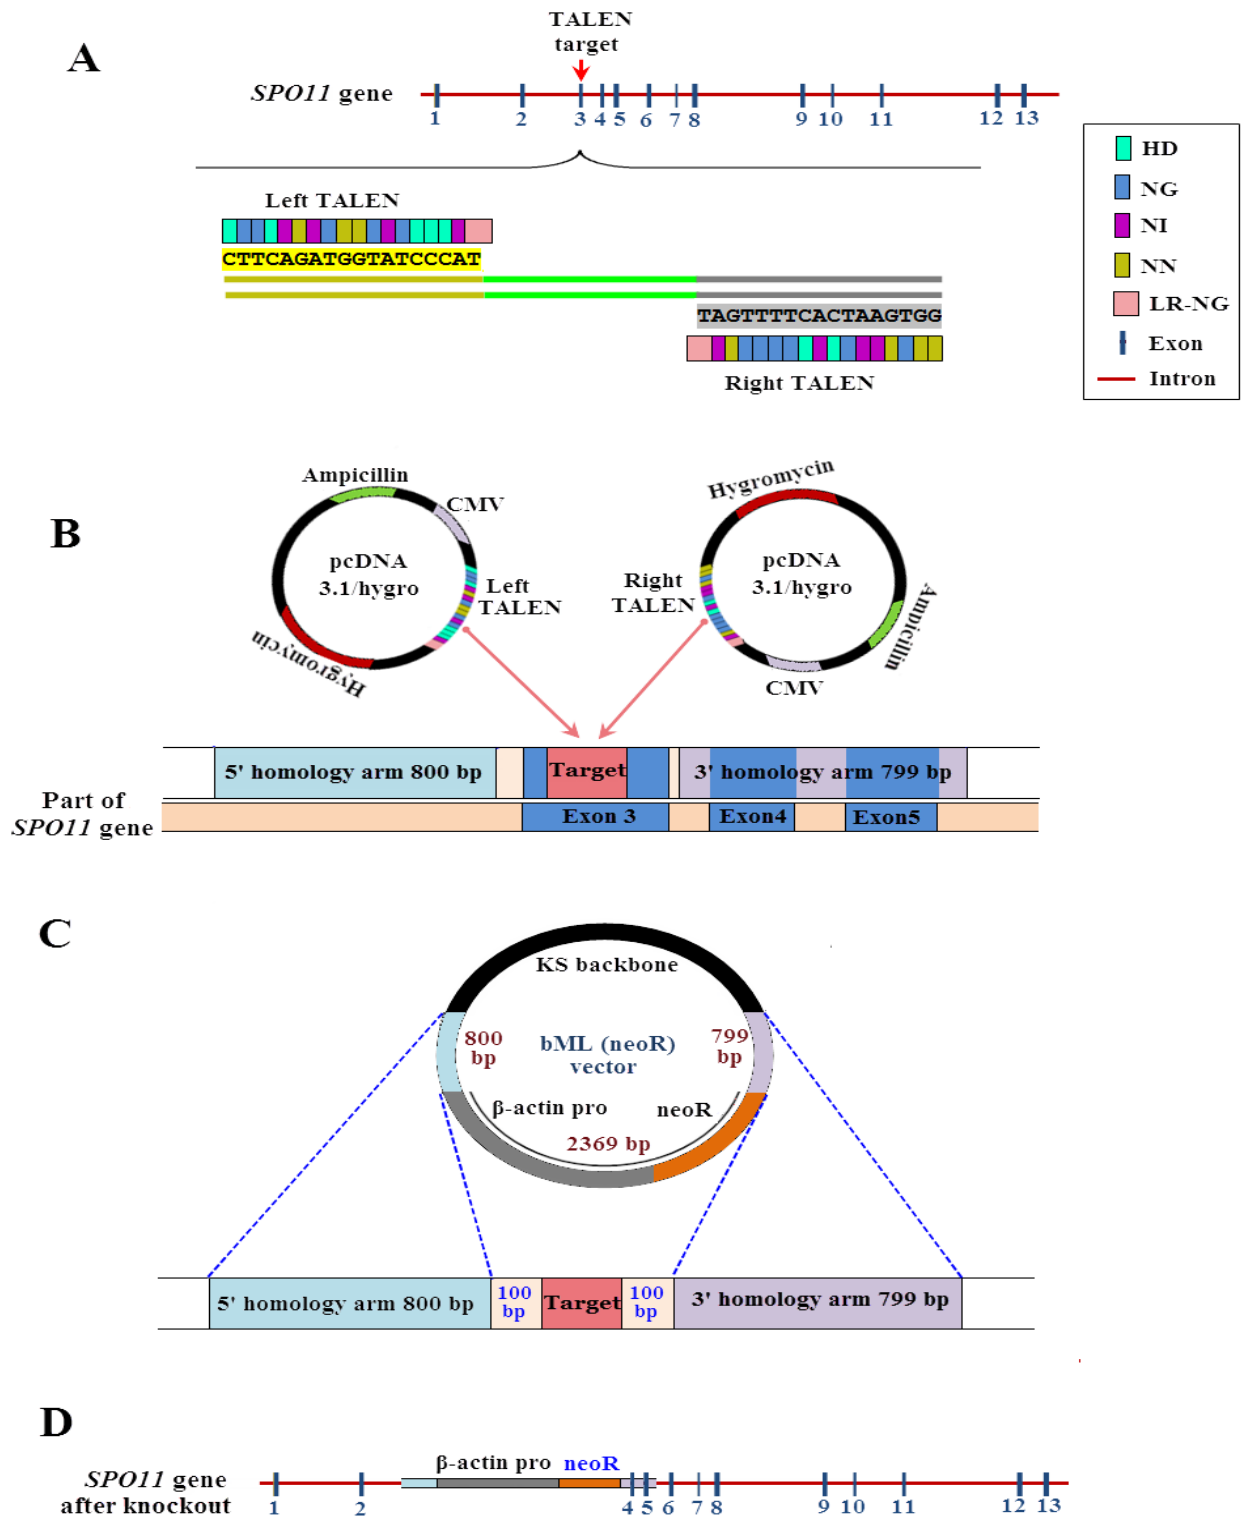 A
TALEN
target
SPO11 gene
1 2 3 4 5 6 7 8 9 10 11 12 13
HD
NG
NI
NN
LR-NG
Exon
Intron
Left TALEN
CTTCAGATGGTATCCCAT
TAGTTTTCACTAAGTGG
Right TALEN
B
Ampicillin
CMV
pcDNA
3.1/hygro
Left
TALEN
Hygromycin
Hygromycin
pcDNA
3.1/hygro
Right
TALEN
Ampicillin
CMV
5' homology arm 800 bp
Target
3' homology arm 799 bp
Part of
SPO11 gene
Exon 3
Exon4
Exon5
C
KS backbone
800
bp
bML (neoR)
vector
799
bp
β-actin pro
neoR
2369 bp
5' homology arm 800 bp
100
bp
Target
100
bp
3' homology arm 799 bp
D
β-actin pro neoR
SPO11 gene
after knockout
1 2 4 5 6 7 8 9 10 11 12 13